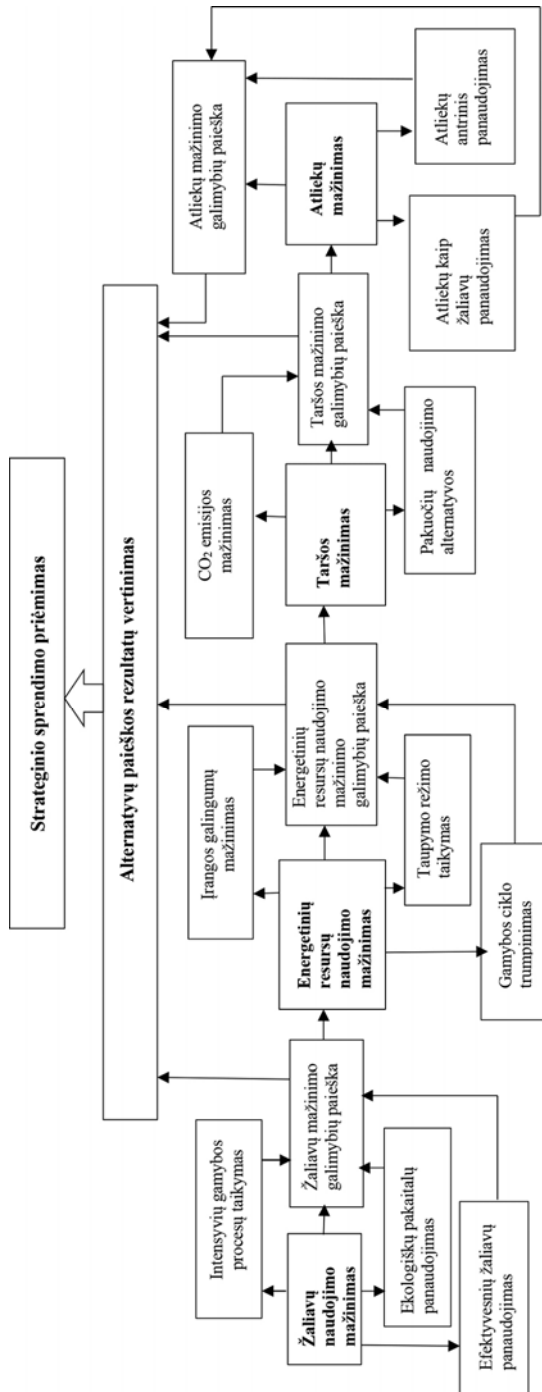 Strateginio sprendimo priėmimas
Alternatyvų paieškos rezultatų vertinimas
Intensyvių gamybos
procesų taikymas
Žaliavų
naudojimo
mažinimas
Žaliavų mažinimo
galimybių paieška
Ekologiškų pakaitalų
panaudojimas
Efektyvesnių žaliavų
panaudojimas
Įrangos galingumų
mažinimas
Energetinių
resursų
naudojimo
mažinimas
Energetinių
resursų naudojimo
mažinimo
galimybių paieška
Taupymo režimo
taikymas
Gamybos ciklo
trumpinimas
CO₂ emisijos
mažinimas
Taršos
mažinimas
Taršos mažinimo
galimybių paieška
Pakuočių naudojimo
alternatyvos
Atliekų mažinimo
galimybių paieška
Atliekų
mažinimas
Atliekų kaip
žaliavų
panaudojimas
Atliekų
antrinis
panaudojimas